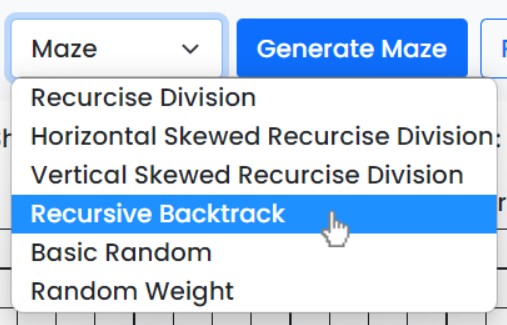 Maze
Generate Maze
Recurcise Division
Horizontal Skewed Recurcise Division:
Vertical Skewed Recurcise Division
Recursive Backtrack
Basic Random
Random Weight